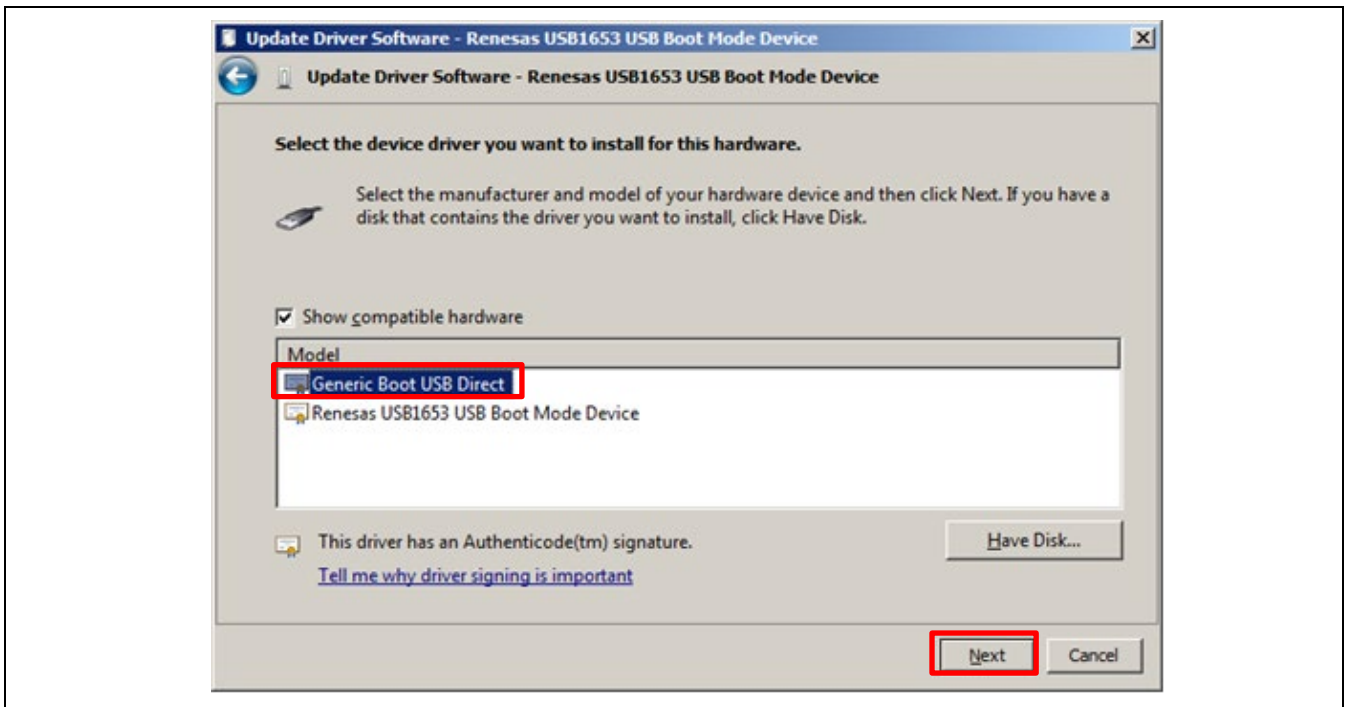 Update Driver Software - Renesas USB1653 USB Boot Mode Device
Update Driver Software - Renesas USB1653 USB Boot Mode Device
Select the device driver you want to install for this hardware.
Select the manufacturer and model of your hardware device and then click Next. If you have a
disk that contains the driver you want to install, click Have Disk.
Show compatible hardware
Model
Generic Boot USB Direct
Renesas USB1653 USB Boot Mode Device
This driver has an Authenticode(tm) signature.
Have Disk...
Tell me why driver signing is important
Next
Cancel